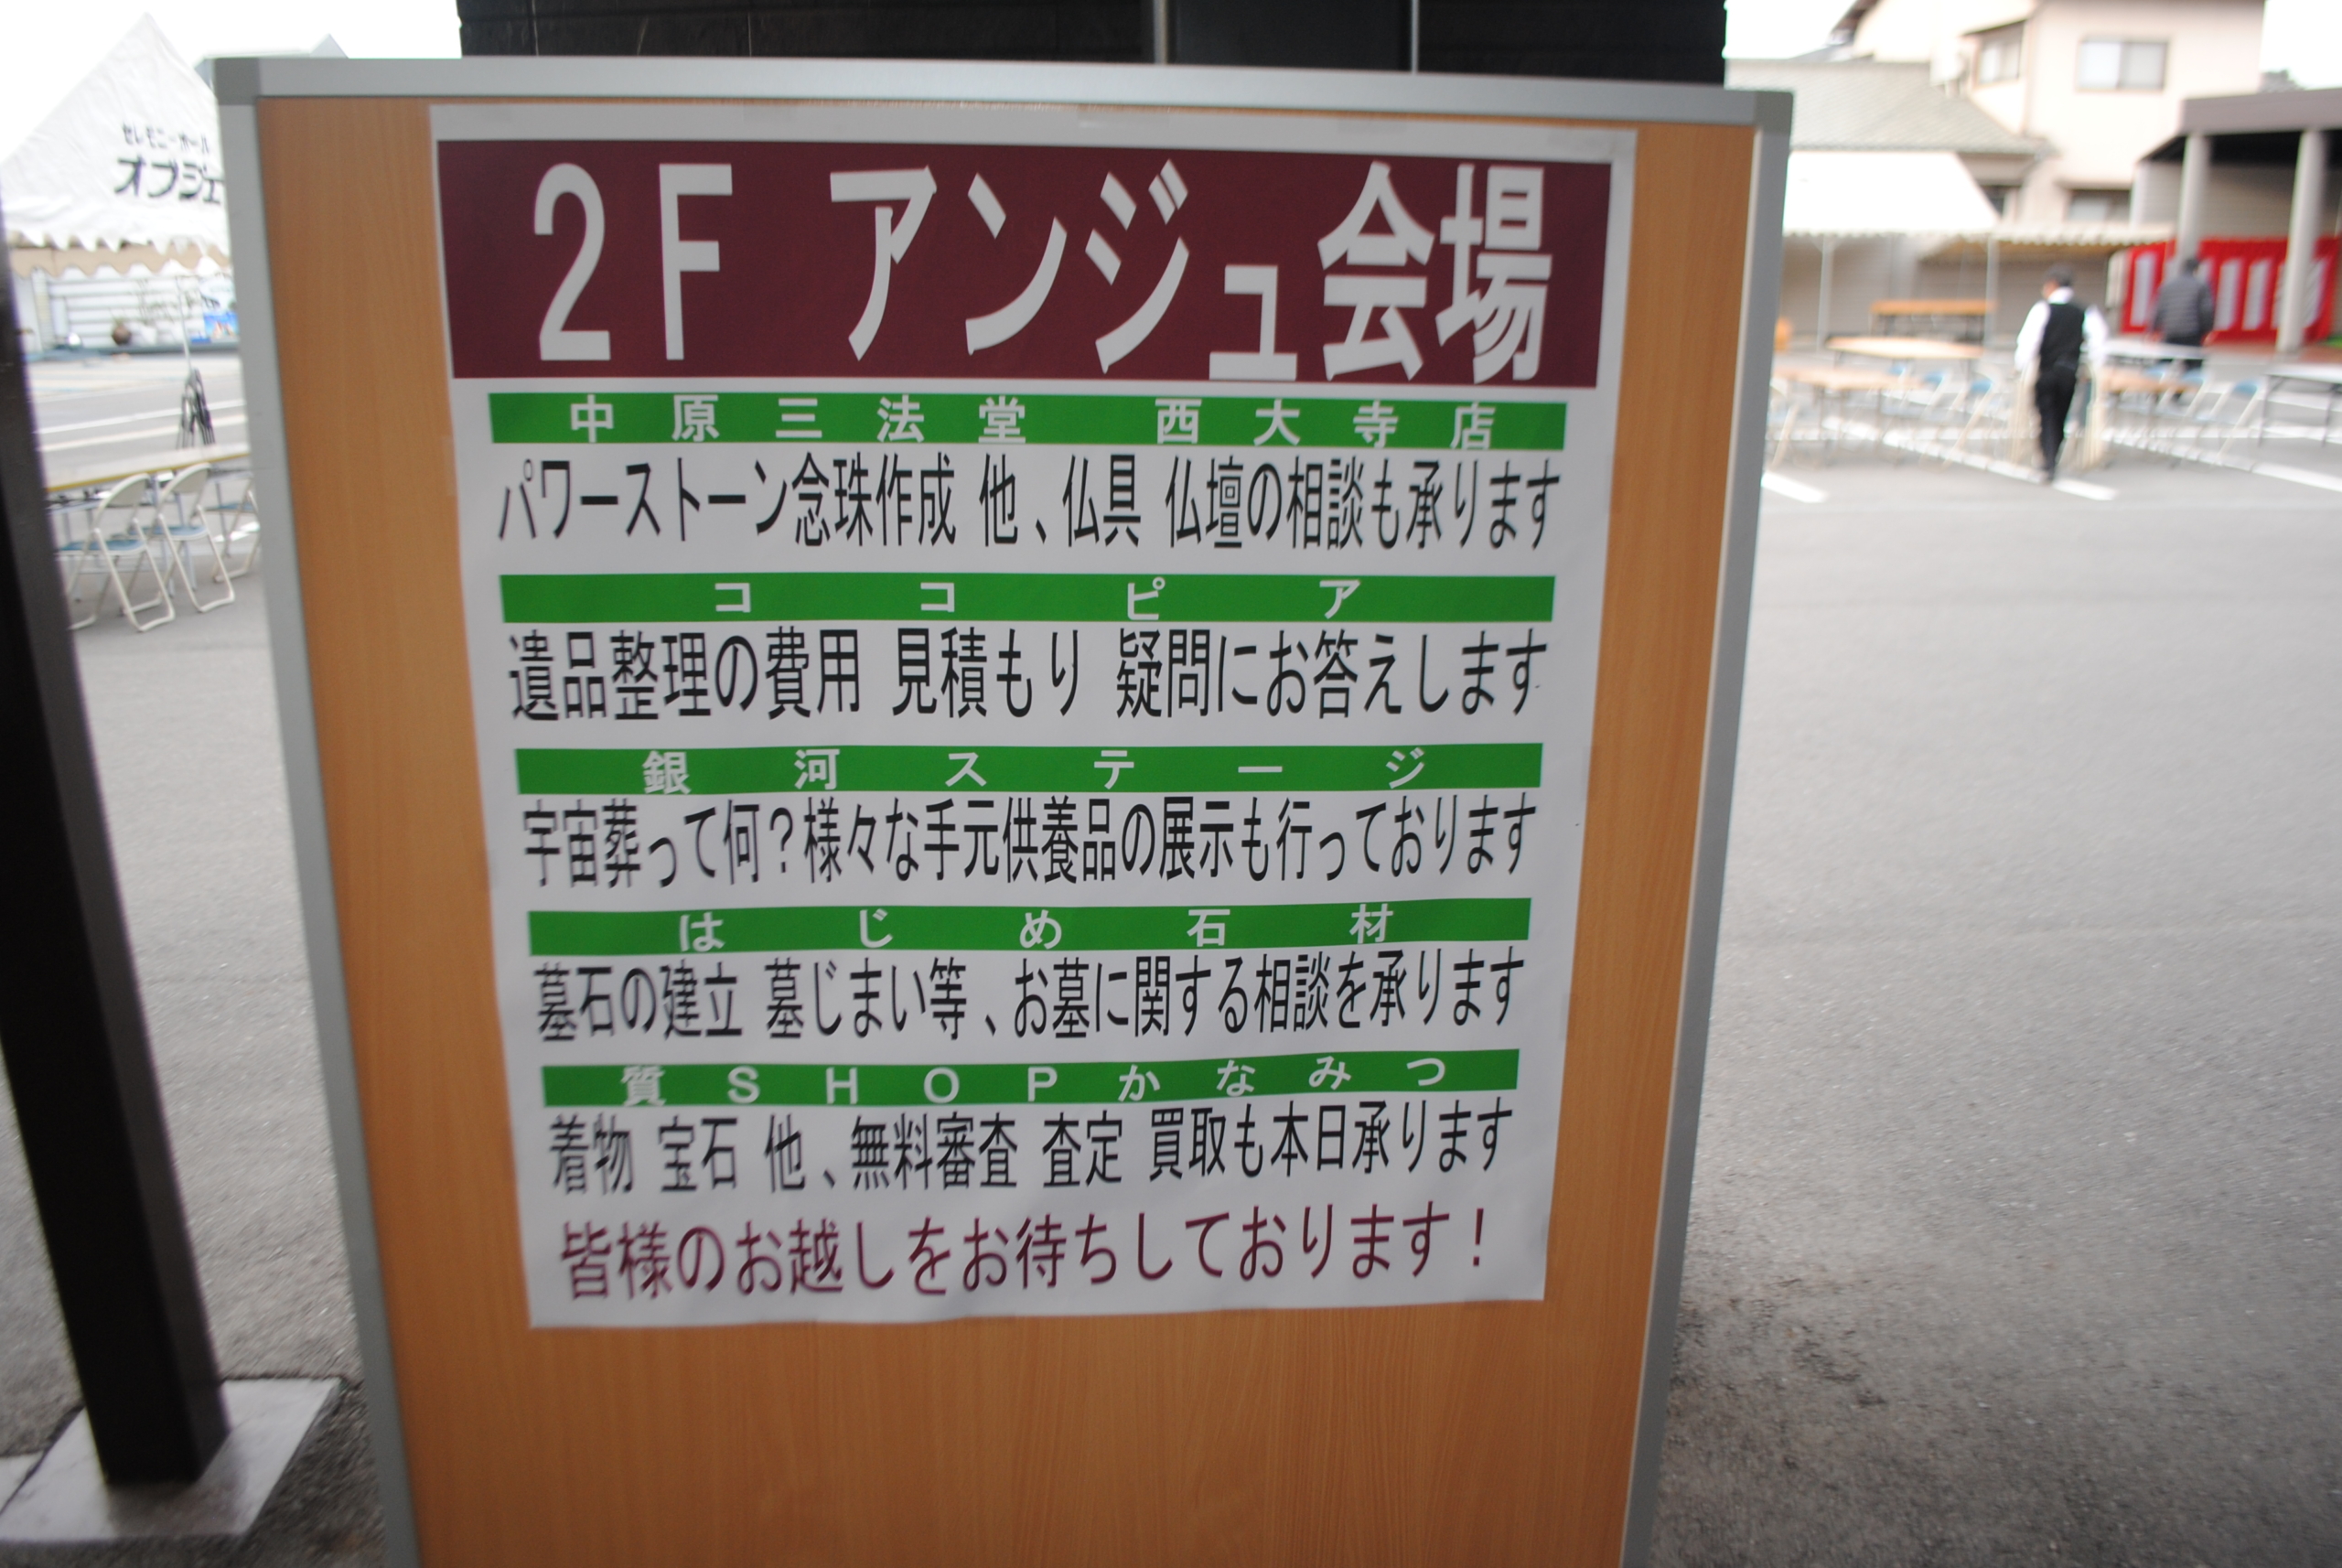 セレモニーホール
オブジェ
2F アンジュ会場
中原三法堂 西大寺店
パワーストーン念珠作成 他、仏具 仏壇の相談も承ります
ココピア
遺品整理の費用 見積もり 疑問にお答えします
銀河ステージ
宇宙葬って何?様々な手元供養品の展示も行っております
はじめ石材
墓石の建立 墓じまい等、お墓に関する相談を承ります
質SHOPかなみつ
着物 宝石 他、無料審査 査定 買取も本日承ります
皆様のお越しをお待ちしております!